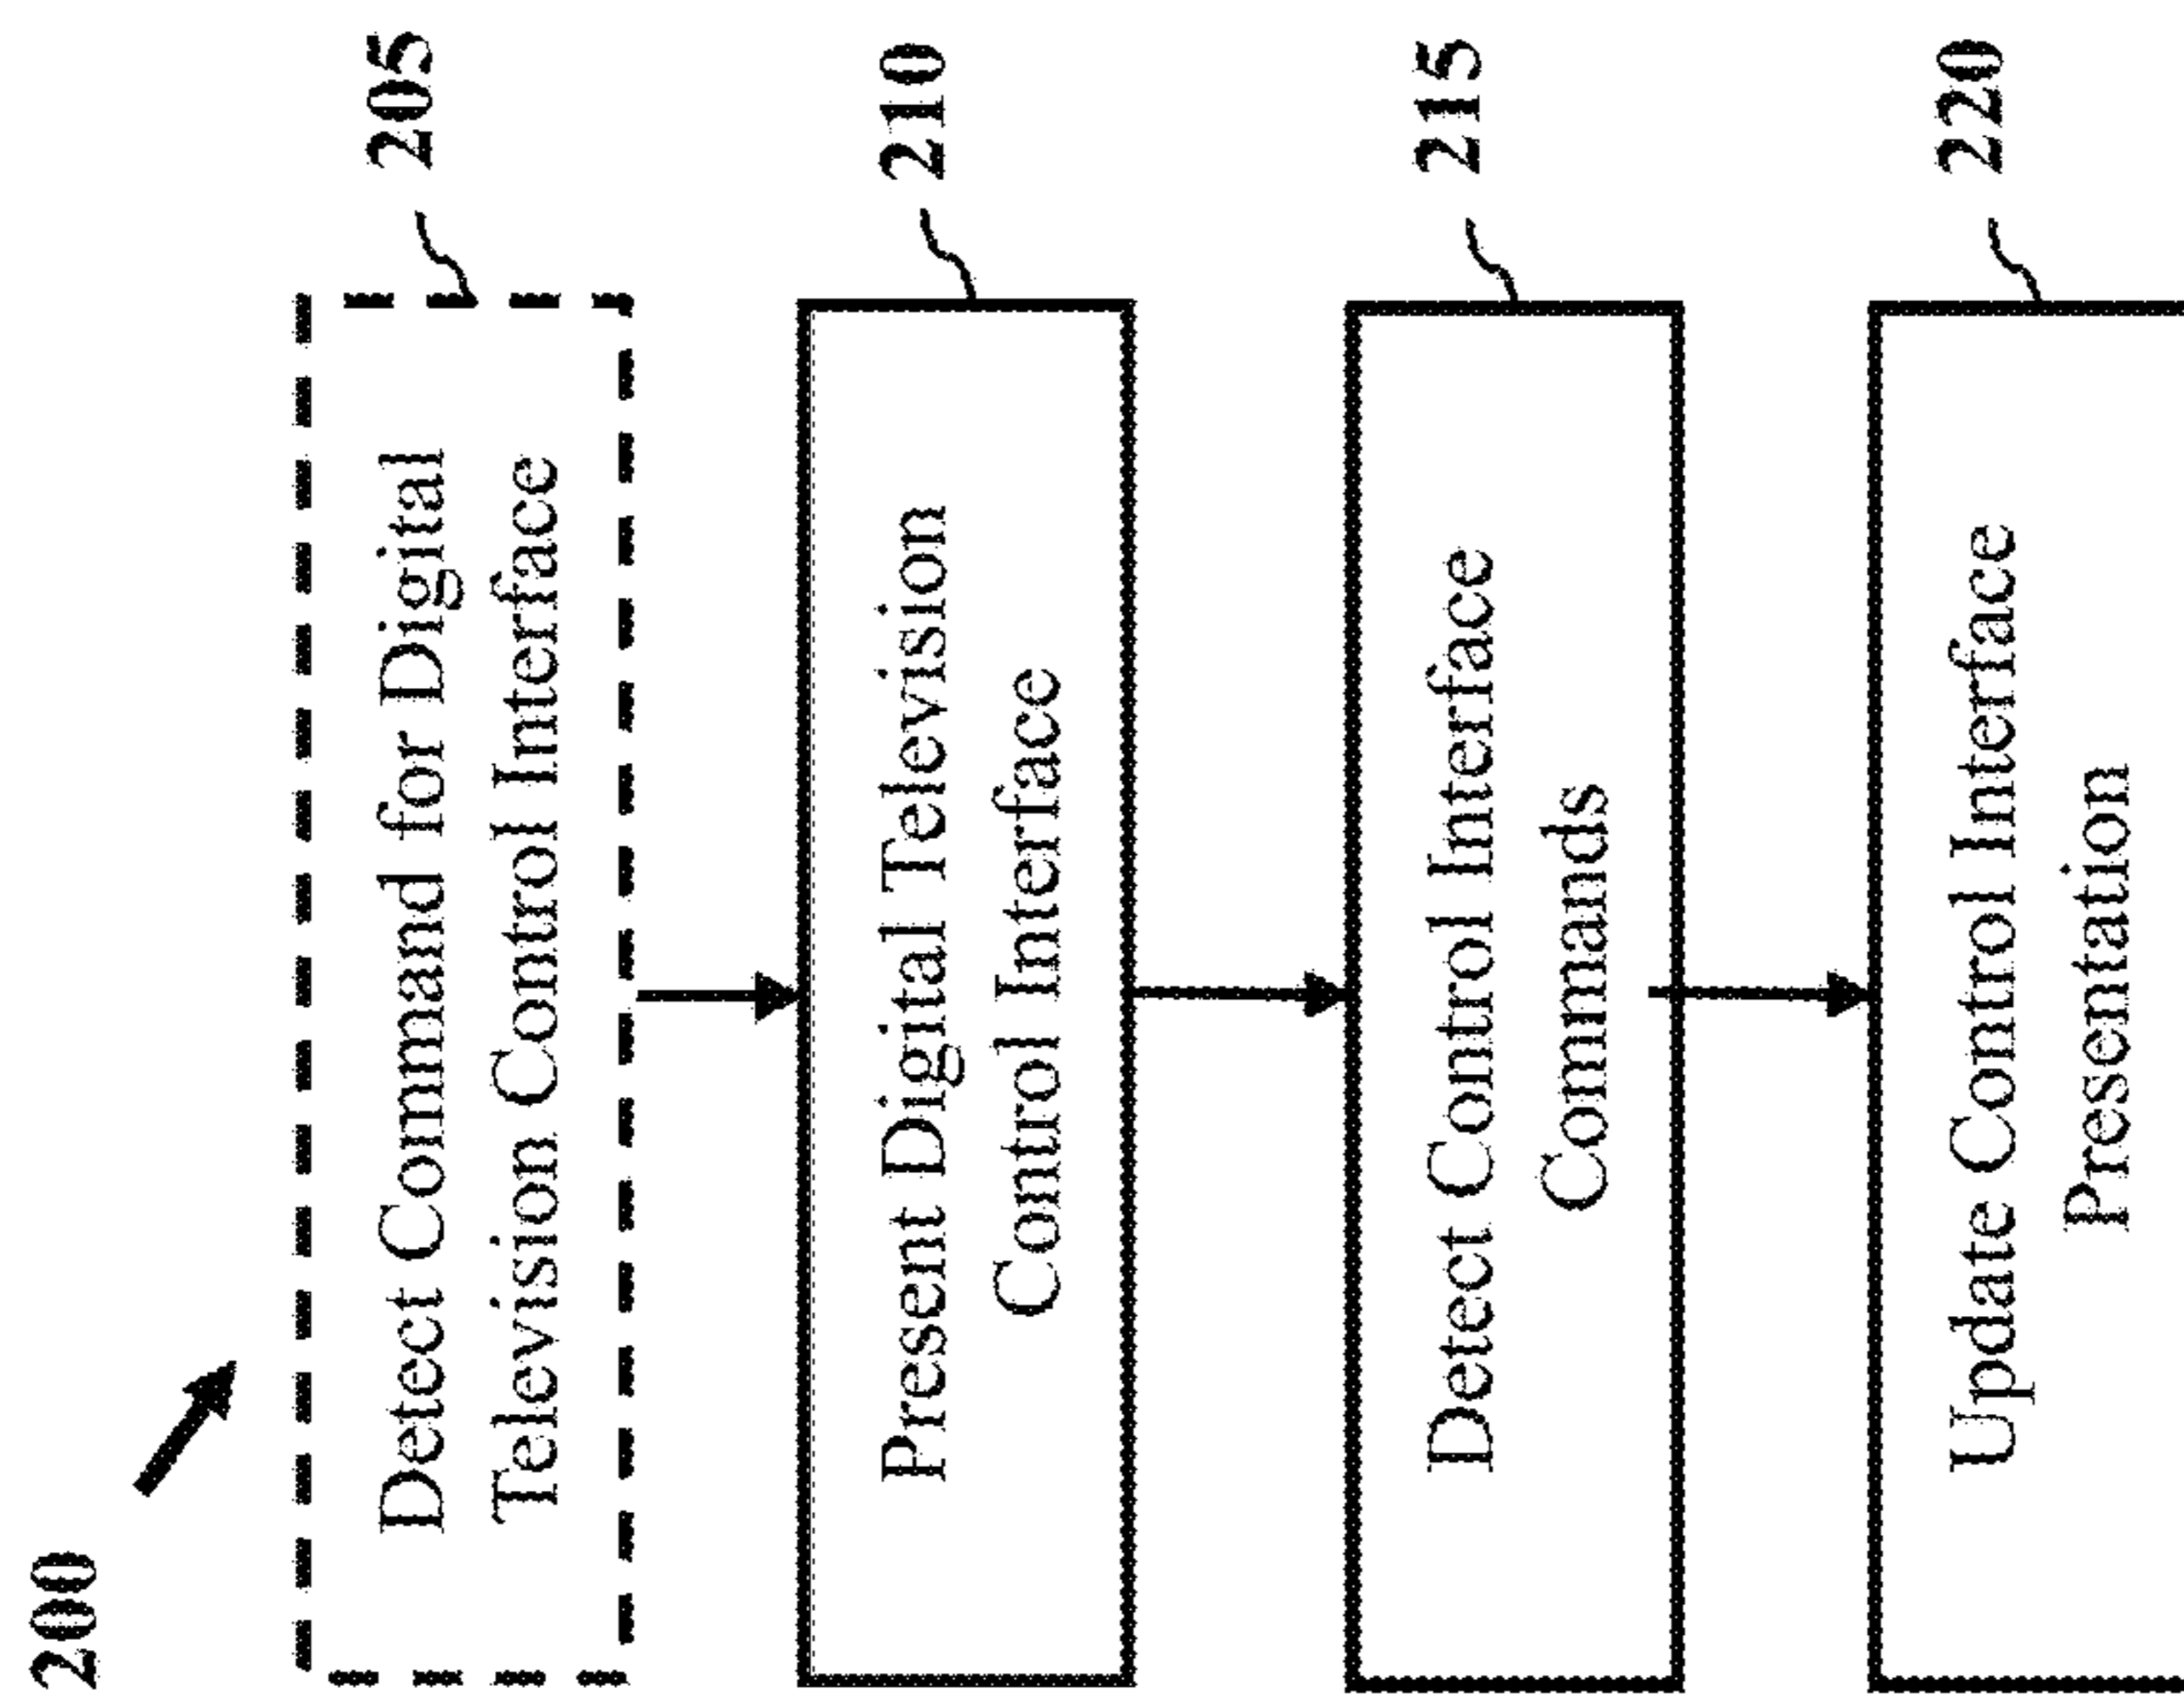 200
Detect Command for Digital
Television Control Interface
205
Present Digital Television
Control Interface
210
Detect Control Interface
Commands
215
Update Control Interface
Presentation
220